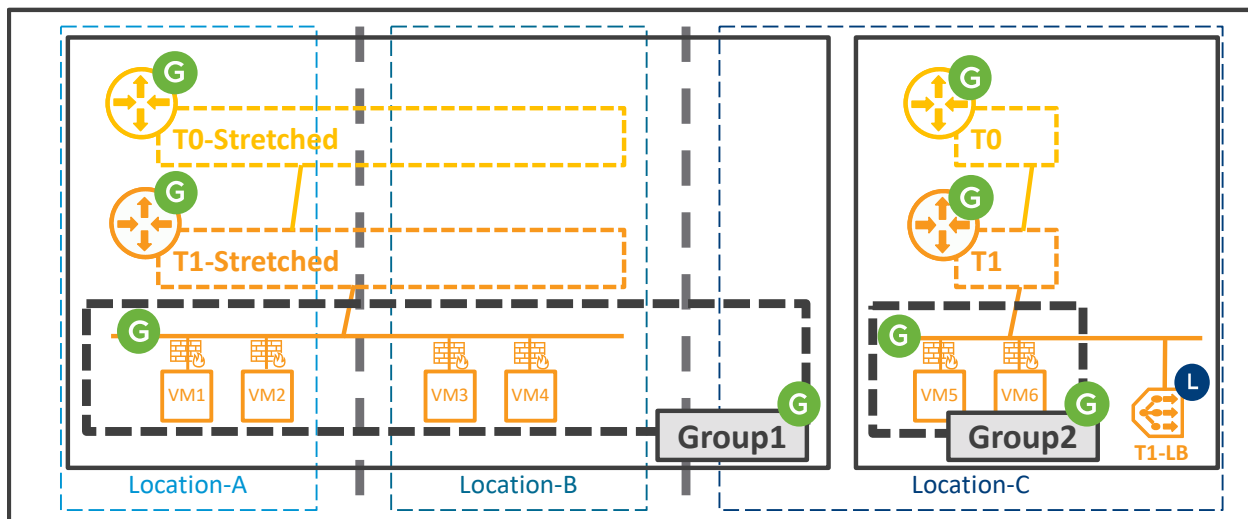 G
G
T0-Stretched
T0
G
G
T1-Stretched
T1
G
G
VM1
VM2
VM3
VM4
VM5
VM6
L
G
G
Group1
Group2
T1-LB
Location-A
Location-B
Location-C